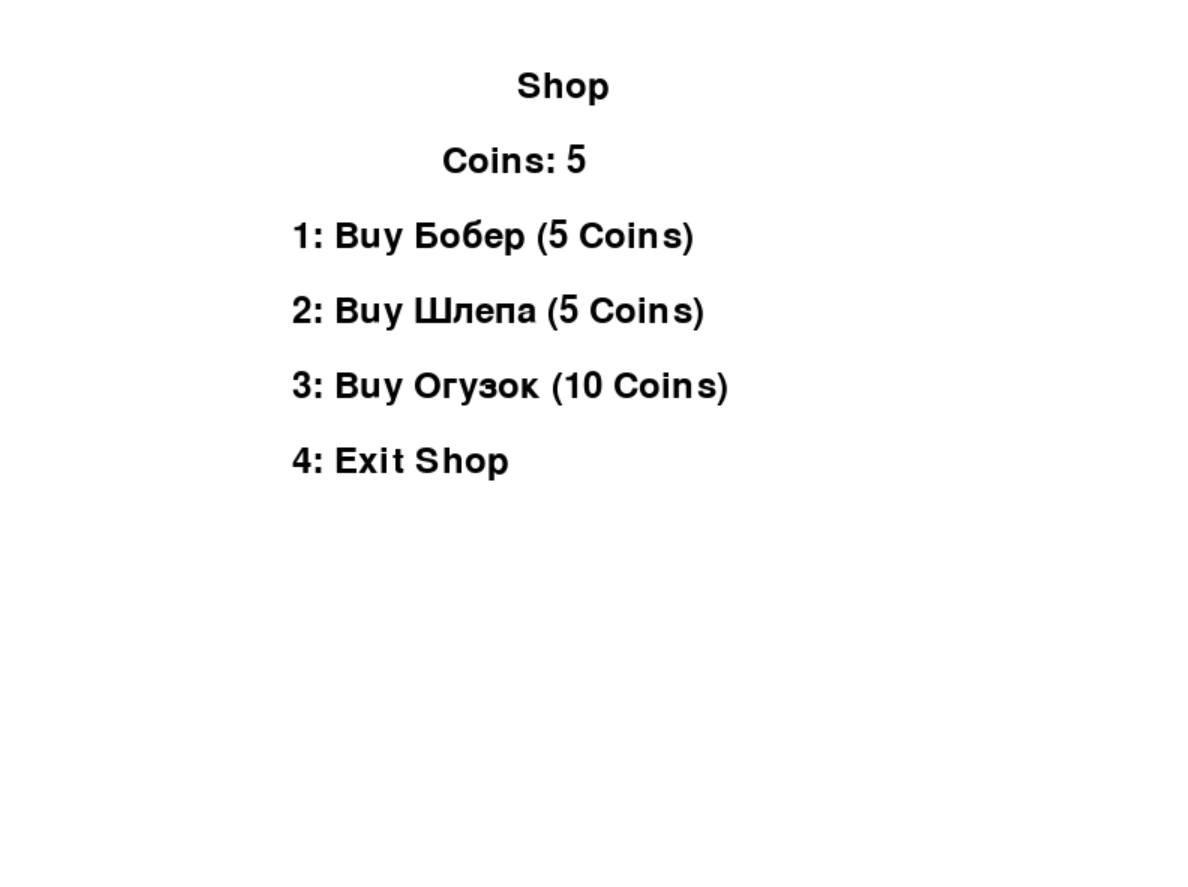 Shop
Coins: 5
1: Buy Бобер (5 Coins)
2: Buy Шлепа (5 Coins)
3: Buy Огузок (10 Coins)
4: Exit Shop